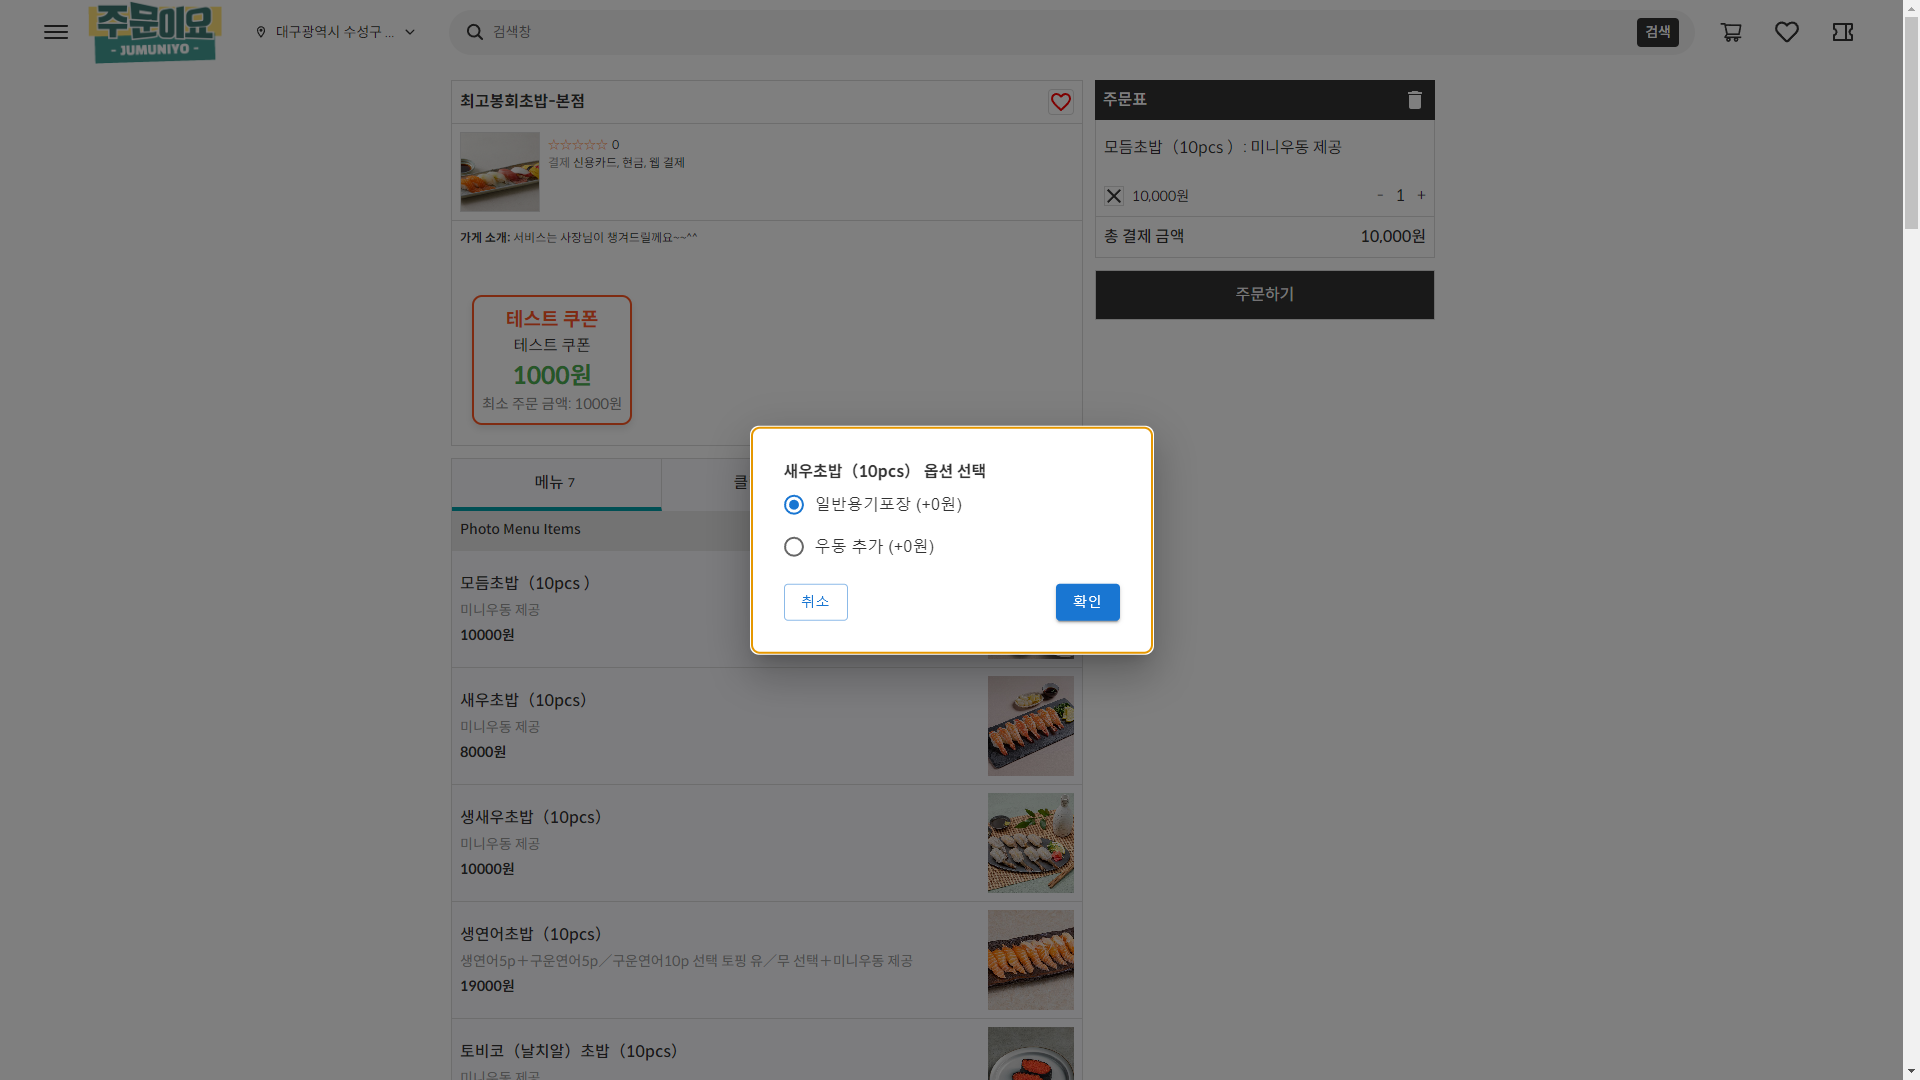 주문이요
- JUMUNIYO -
대구광역시 수성구 ...
검색창
검색
최고봉회초밥-본점
☆☆☆☆☆ 0
결제 신용카드, 현금, 웹 결제
가게 소개: 서비스는 사장님이 챙겨드릴께요~~^^
테스트 쿠폰
테스트 쿠폰
1000원
최소 주문 금액: 1000원
메뉴 7
클
Photo Menu Items
모듬초밥（10pcs ）
미니우동 제공
10000원
새우초밥（10pcs）
미니우동 제공
8000원
생새우초밥（10pcs）
미니우동 제공
10000원
생연어초밥（10pcs）
생연어5p＋구운연어5p／구운연어10p 선택 토핑 유／무 선택＋미니우동 제공
19000원
토비코（날치알）초밥（10pcs）
미니우동 제공
주문표
모듬초밥（10pcs ）: 미니우동 제공
10,000원
- 1 +
총 결제 금액 10,000원
주문하기
새우초밥（10pcs） 옵션 선택
일반용기포장 (+0원)
우동 추가 (+0원)
취소
확인